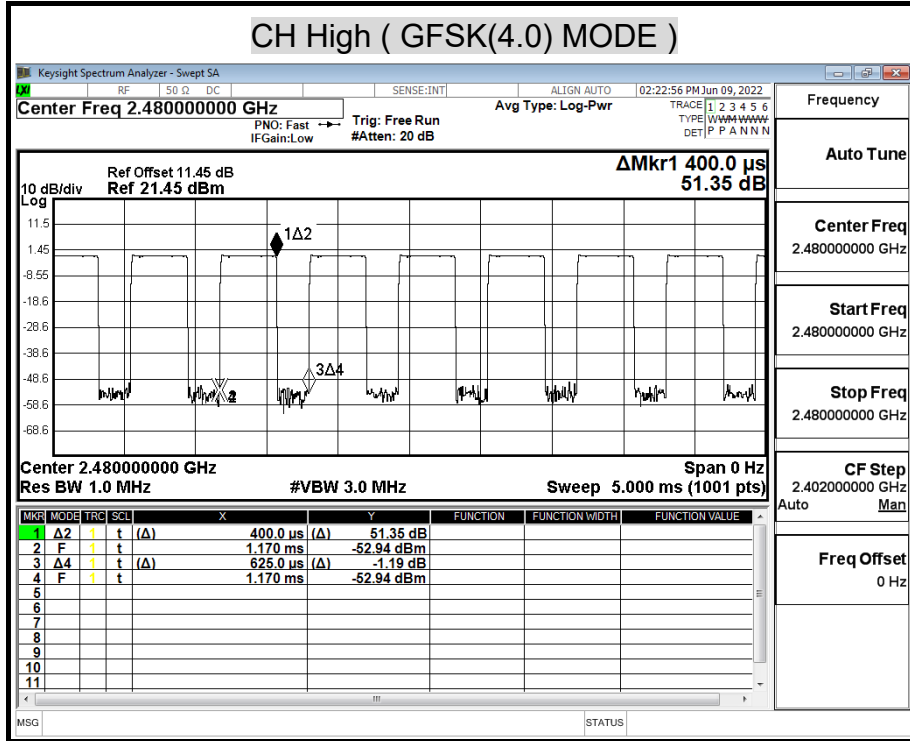 CH High ( GFSK(4.0) MODE )
Keysight Spectrum Analyzer - Swept SA
LXI RF 50 Ω DC SENSE:INT ALIGN AUTO 02:22:56 PM Jun 09, 2022
Center Freq 2.480000000 GHz
Avg Type: Log-Pwr
TRACE 1 2 3 4 5 6
TYPE WWMWWWW
DET P P A N N N
PNO: Fast
IFGain:Low
Trig: Free Run
#Atten: 20 dB
Frequency
Auto Tune
Center Freq
2.480000000 GHz
Start Freq
2.480000000 GHz
Stop Freq
2.480000000 GHz
CF Step
2.402000000 GHz
Auto Man
Freq Offset
0 Hz
ΔMkr1 400.0 µs
51.35 dB
Ref Offset 11.45 dB
10 dB/div Ref 21.45 dBm
Log
11.5
1.45
-8.55
-18.6
-28.6
-38.6
-48.6
-58.6
-68.6
1Δ2
3Δ4
Center 2.480000000 GHz Span 0 Hz
Res BW 1.0 MHz #VBW 3.0 MHz Sweep 5.000 ms (1001 pts)
MKR MODE TRC SCL X Y FUNCTION FUNCTION WIDTH FUNCTION VALUE
1 Δ2 1 t (Δ) 400.0 µs (Δ) 51.35 dB
2 F 1 t 1.170 ms -52.94 dBm
3 Δ4 1 t (Δ) 625.0 µs (Δ) -1.19 dB
4 F 1 t 1.170 ms -52.94 dBm
5
6
7
8
9
10
11
MSG STATUS